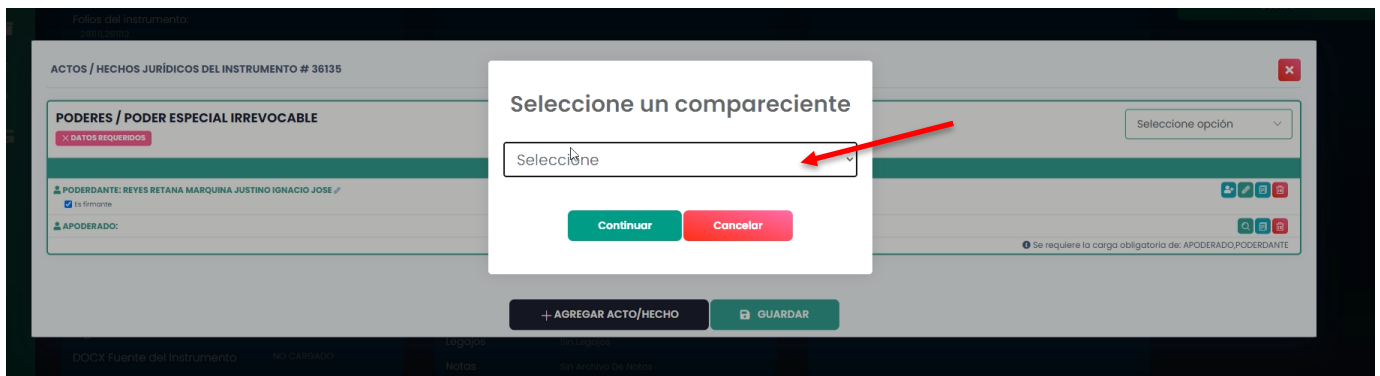 Folios del instrumento:
ACTOS / HECHOS JURÍDICOS DEL INSTRUMENTO # 36135
PODERES / PODER ESPECIAL IRREVOCABLE
DATOS REQUERIDOS
Seleccione opción
PODERDANTE: REYES RETANA MARQUINA JUSTINO IGNACIO JOSE
Es firmante
APODERADO:
Se requiere la carga obligatoria de: APODERADO,PODERDANTE
Seleccione un compareciente
Seleccione
Continuar
Cancelar
AGREGAR ACTO/HECHO
GUARDAR
Legajos Sin Legajos
DOCX Fuente del Instrumento NO CARGADO
Notas Sin Archivo De Notas